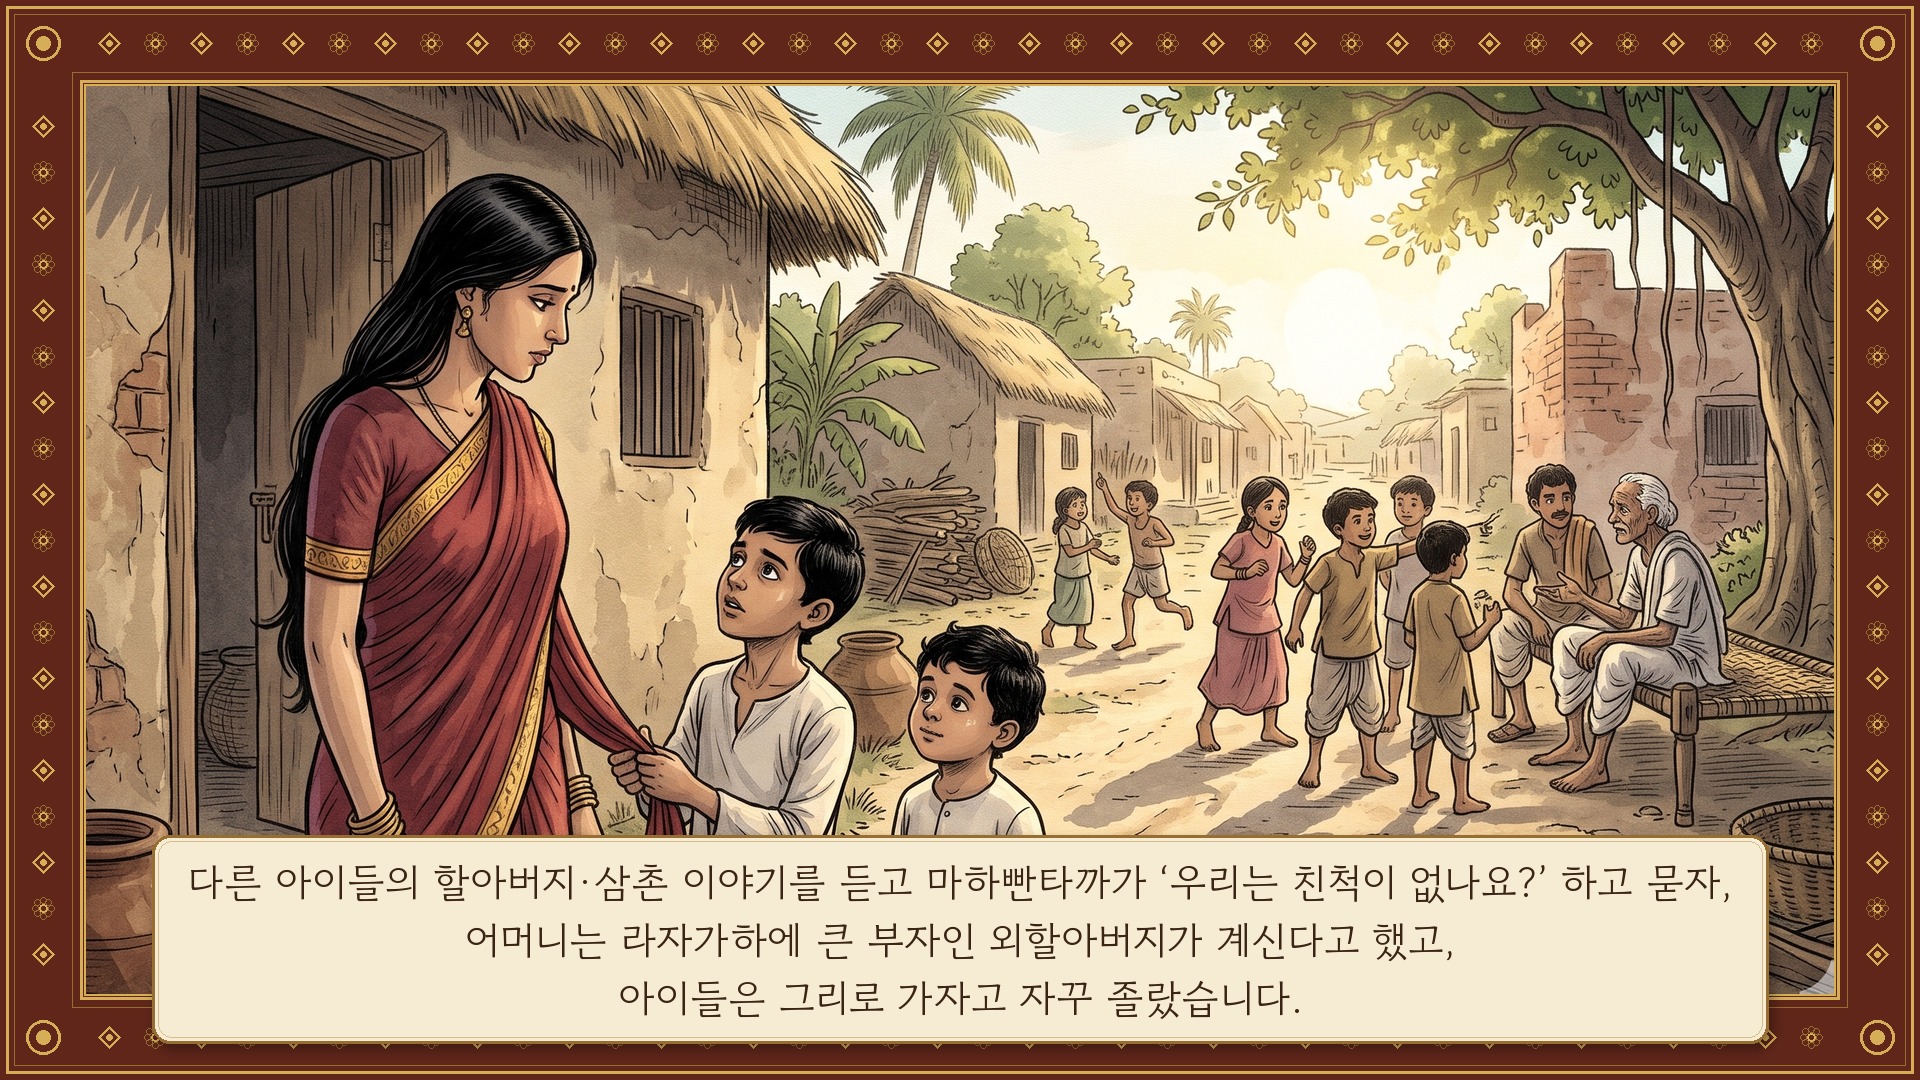 다른 아이들의 할아버지·삼촌 이야기를 듣고 마하빤타까가 ‘우리는 친척이 없나요?’ 하고 묻자,
어머니는 라자가하에 큰 부자인 외할아버지가 계신다고 했고,
아이들은 그리로 가자고 자꾸 졸랐습니다.